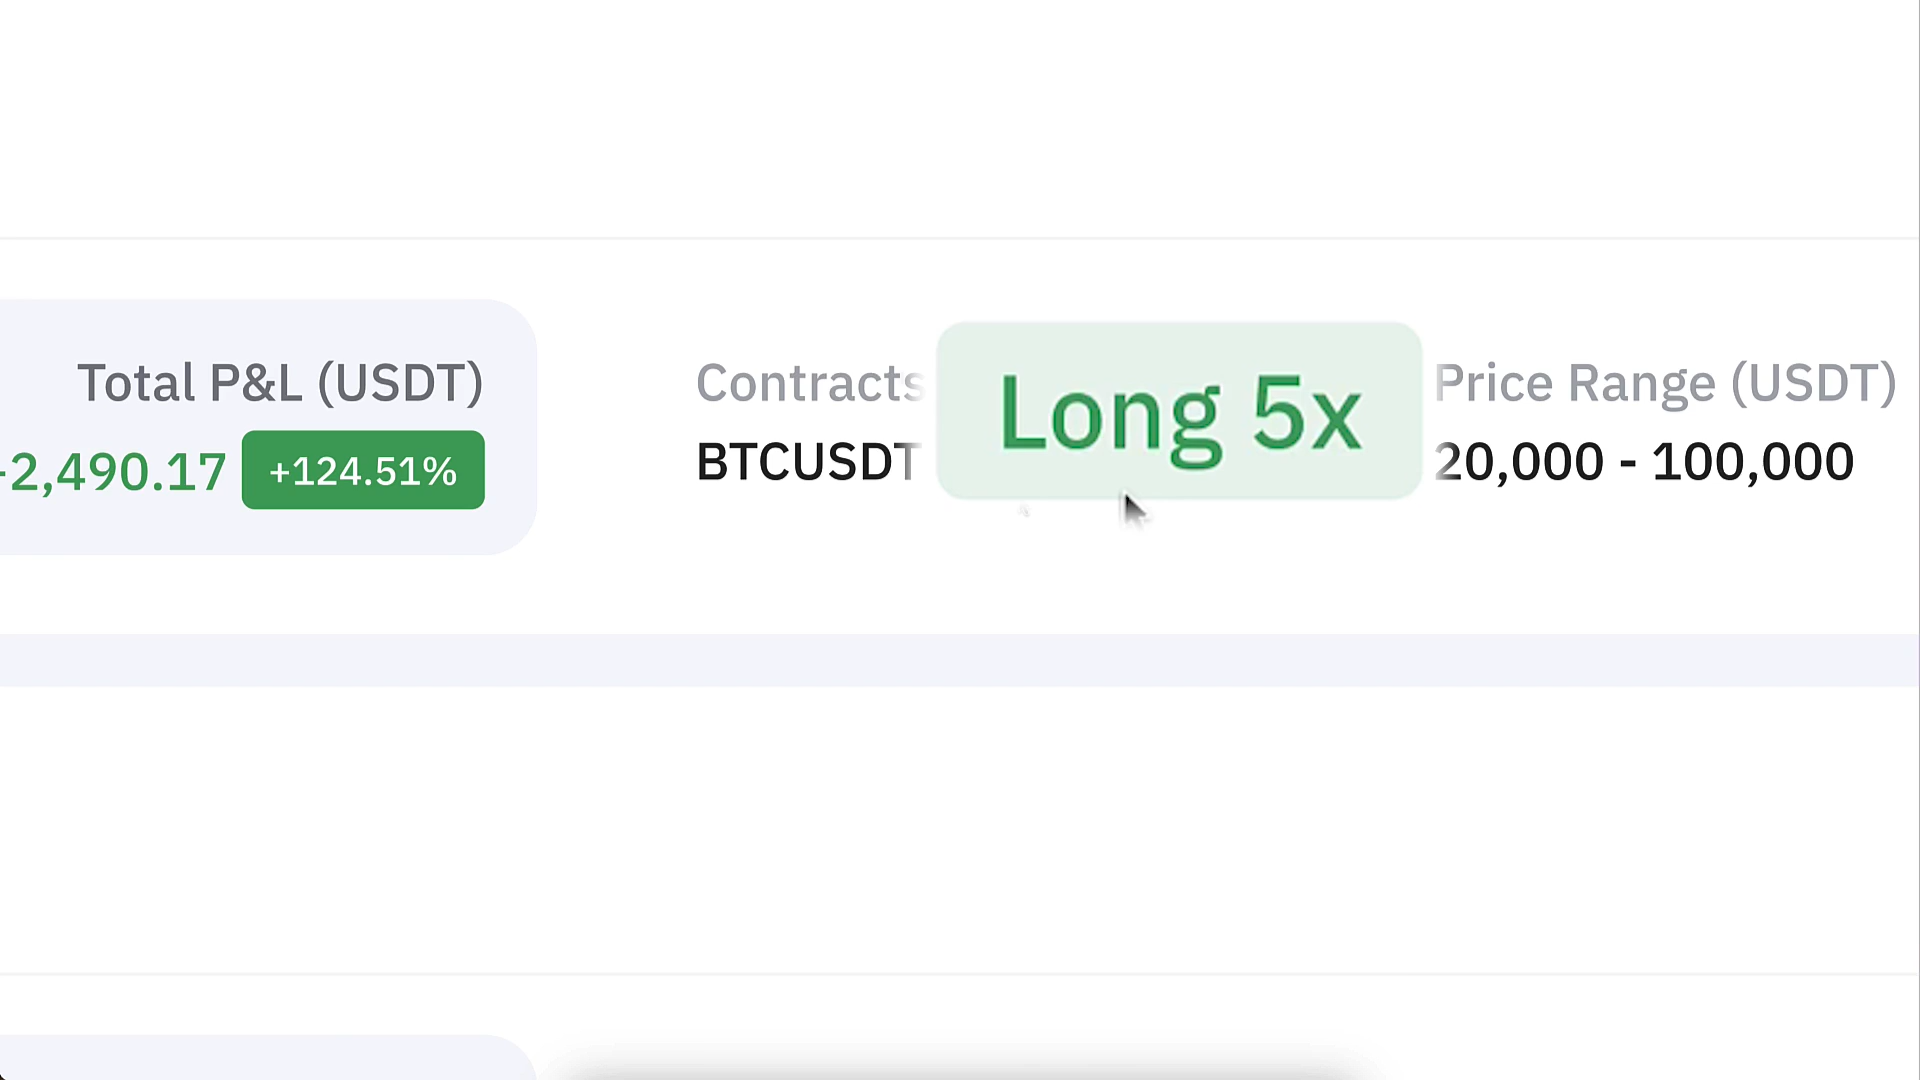 Total P&L (USDT)
+2,490.17 +124.51%
Contracts
BTCUSDT
Long 5x
Price Range (USDT)
20,000 - 100,000